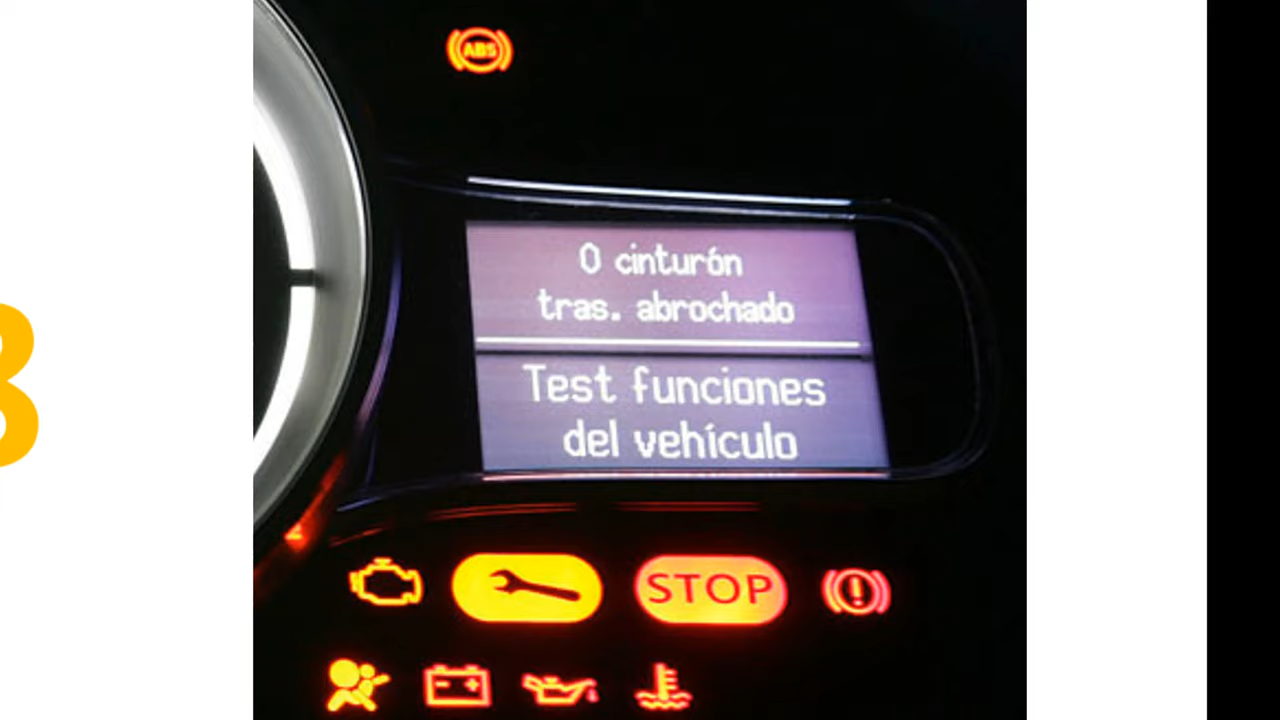 ABS
0 cinturón
tras. abrochado
Test funciones
del vehículo
STOP